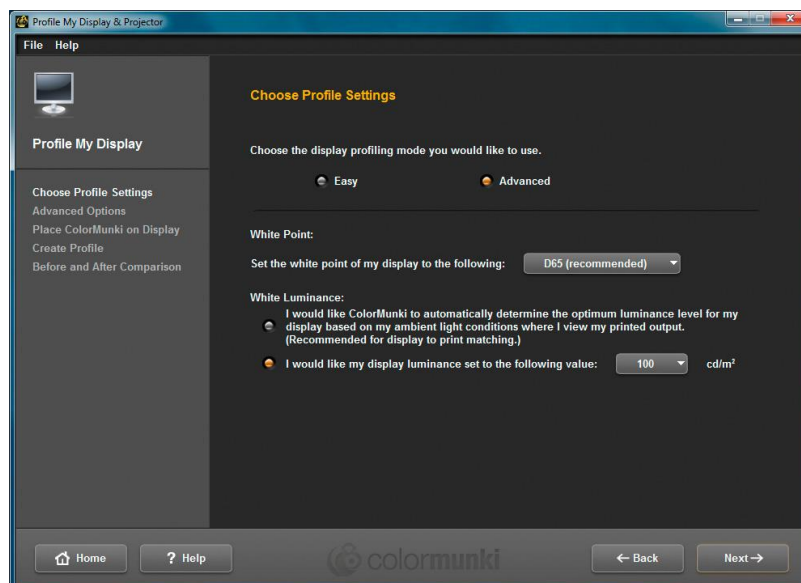 Profile My Display & Projector
File Help
Profile My Display
Choose Profile Settings
Advanced Options
Place ColorMunki on Display
Create Profile
Before and After Comparison
Choose Profile Settings
Choose the display profiling mode you would like to use.
Easy Advanced
White Point:
Set the white point of my display to the following: D65 (recommended)
White Luminance:
I would like ColorMunki to automatically determine the optimum luminance level for my
display based on my ambient light conditions where I view my printed output.
(Recommended for display to print matching.)
I would like my display luminance set to the following value: 100 cd/m²
Home ? Help colormunki ← Back Next →